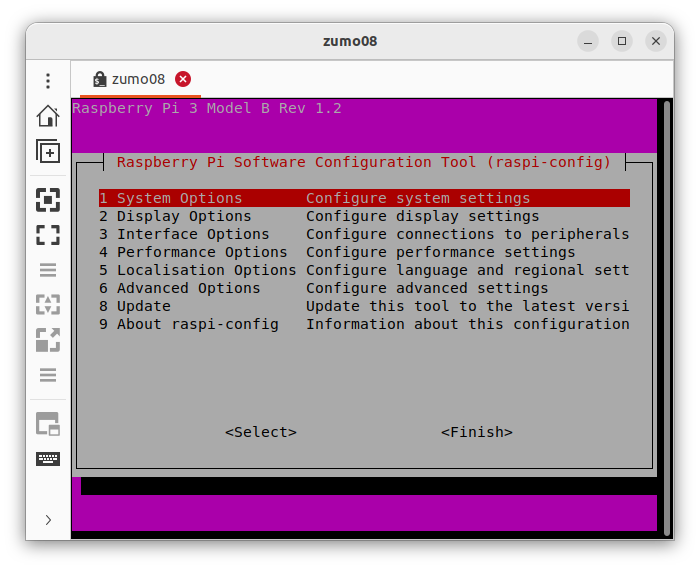 zumo08
zumo08
Raspberry Pi 3 Model B Rev 1.2
Raspberry Pi Software Configuration Tool (raspi-config)
1 System Options Configure system settings
2 Display Options Configure display settings
3 Interface Options Configure connections to peripherals
4 Performance Options Configure performance settings
5 Localisation Options Configure language and regional sett
6 Advanced Options Configure advanced settings
8 Update Update this tool to the latest versi
9 About raspi-config Information about this configuration
<Select> <Finish>